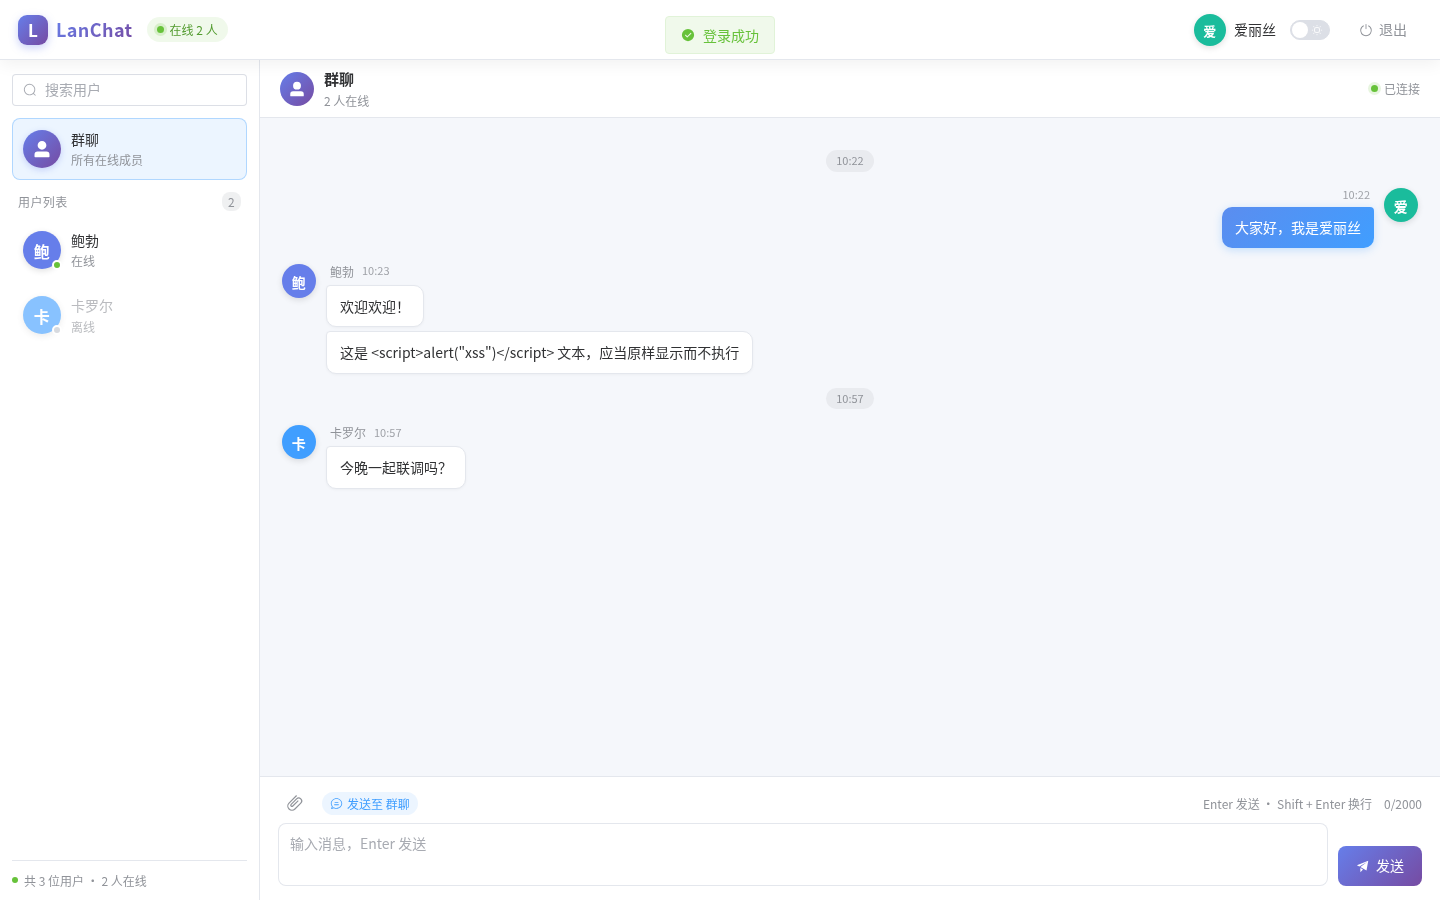 L LanChat
在线 2 人
登录成功
爱 爱丽丝
退出
搜索用户
群聊
所有在线成员
用户列表 2
鲍 鲍勃
在线
卡 卡罗尔
离线
共 3 位用户 · 2 人在线
群聊
2 人在线
已连接
10:22
10:22
爱
大家好，我是爱丽丝
鲍 鲍勃 10:23
欢迎欢迎！
这是 <script>alert("xss")</script> 文本，应当原样显示而不执行
10:57
卡 卡罗尔 10:57
今晚一起联调吗？
发送至 群聊
Enter 发送 · Shift + Enter 换行 0/2000
输入消息，Enter 发送
发送